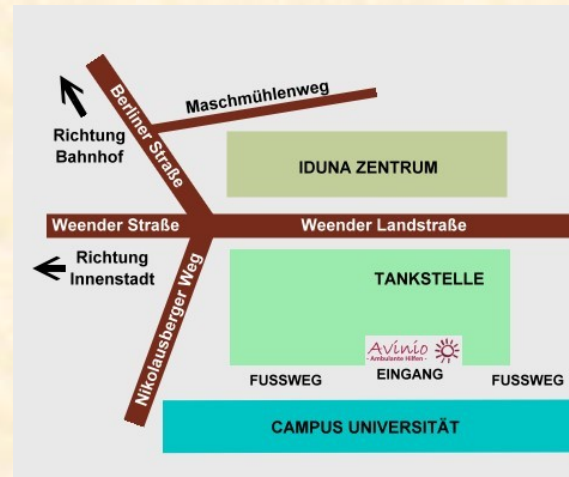 Maschmühlenweg
Berliner Straße
Richtung
Bahnhof
IDUNA ZENTRUM
Weender Straße
Weender Landstraße
Richtung
Innenstadt
Nikolausberger Weg
TANKSTELLE
Avinio
- Ambulante Hilfen -
FUSSWEG
EINGANG
FUSSWEG
CAMPUS UNIVERSITÄT